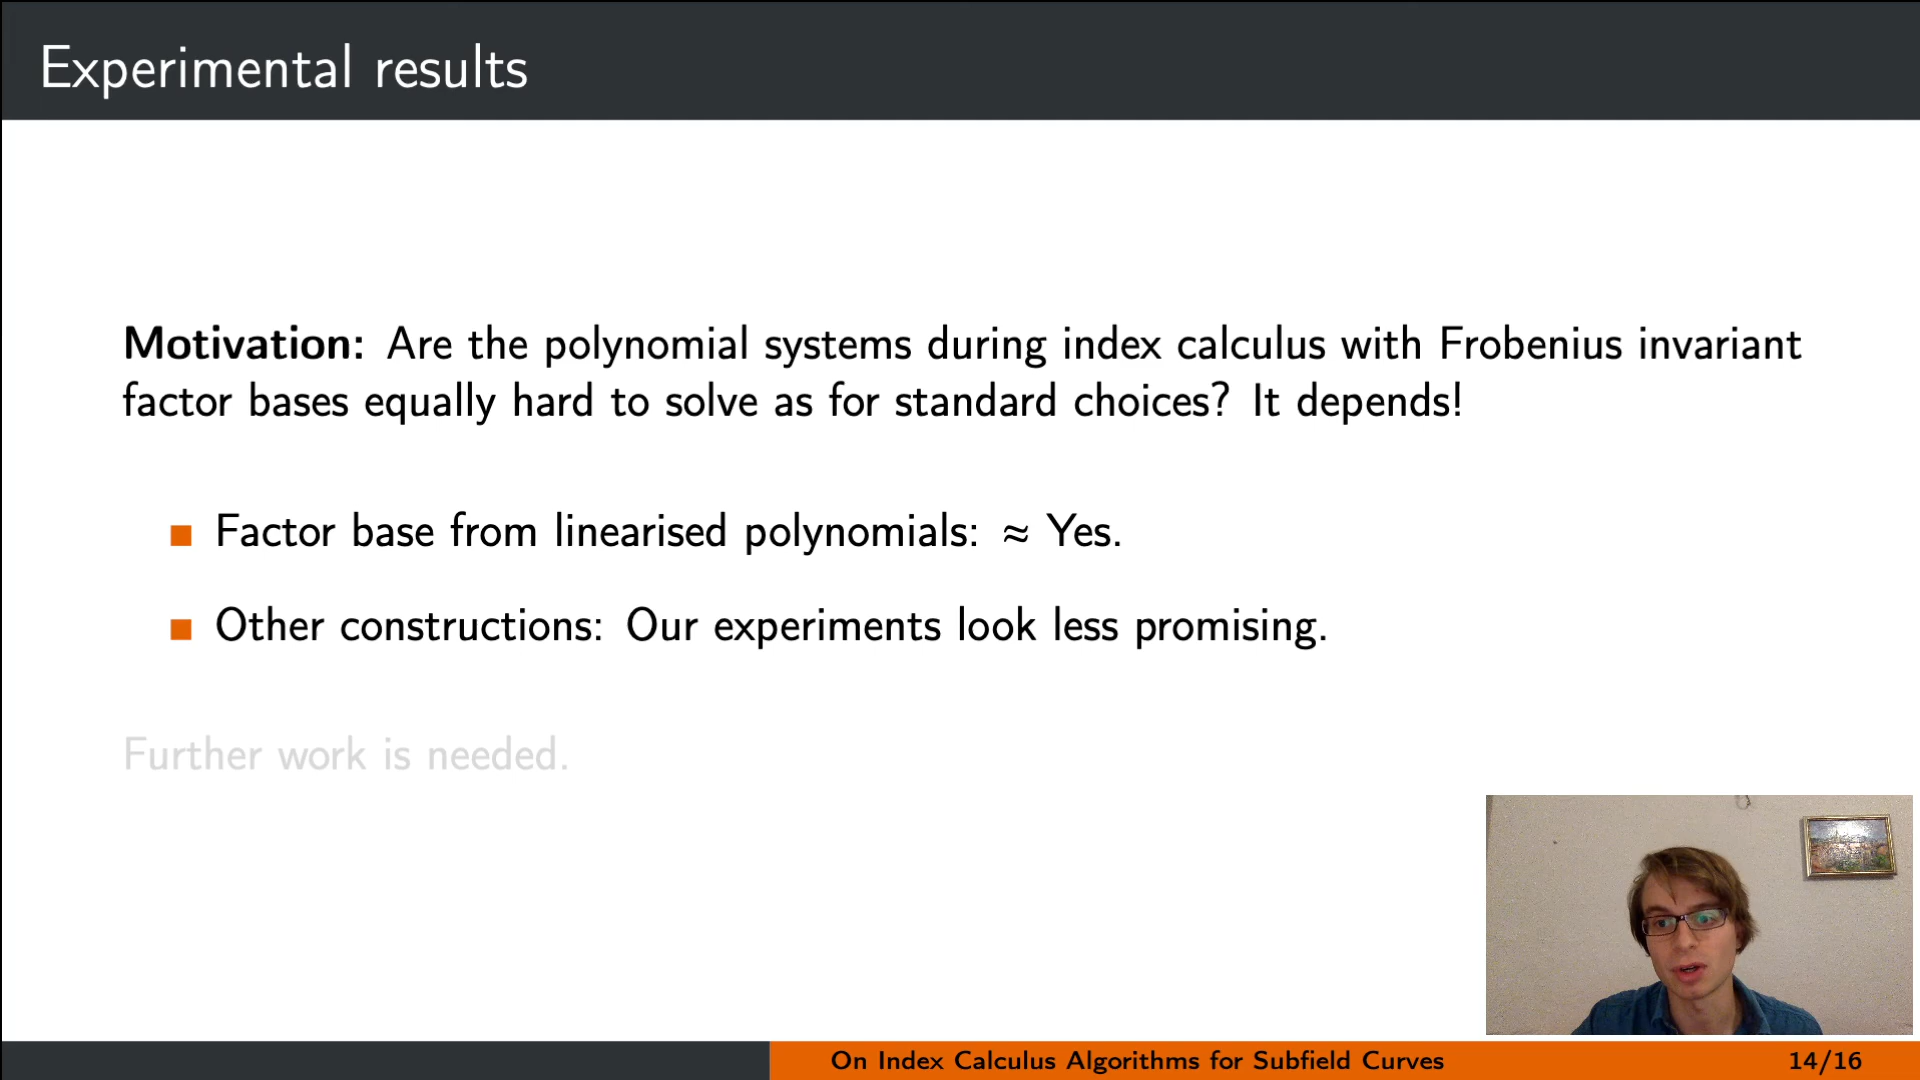 Experimental results
Motivation: Are the polynomial systems during index calculus with Frobenius invariant
factor bases equally hard to solve as for standard choices? It depends!
Factor base from linearised polynomials: ≈ Yes.
Other constructions: Our experiments look less promising.
Further work is needed.
On Index Calculus Algorithms for Subfield Curves
14/16